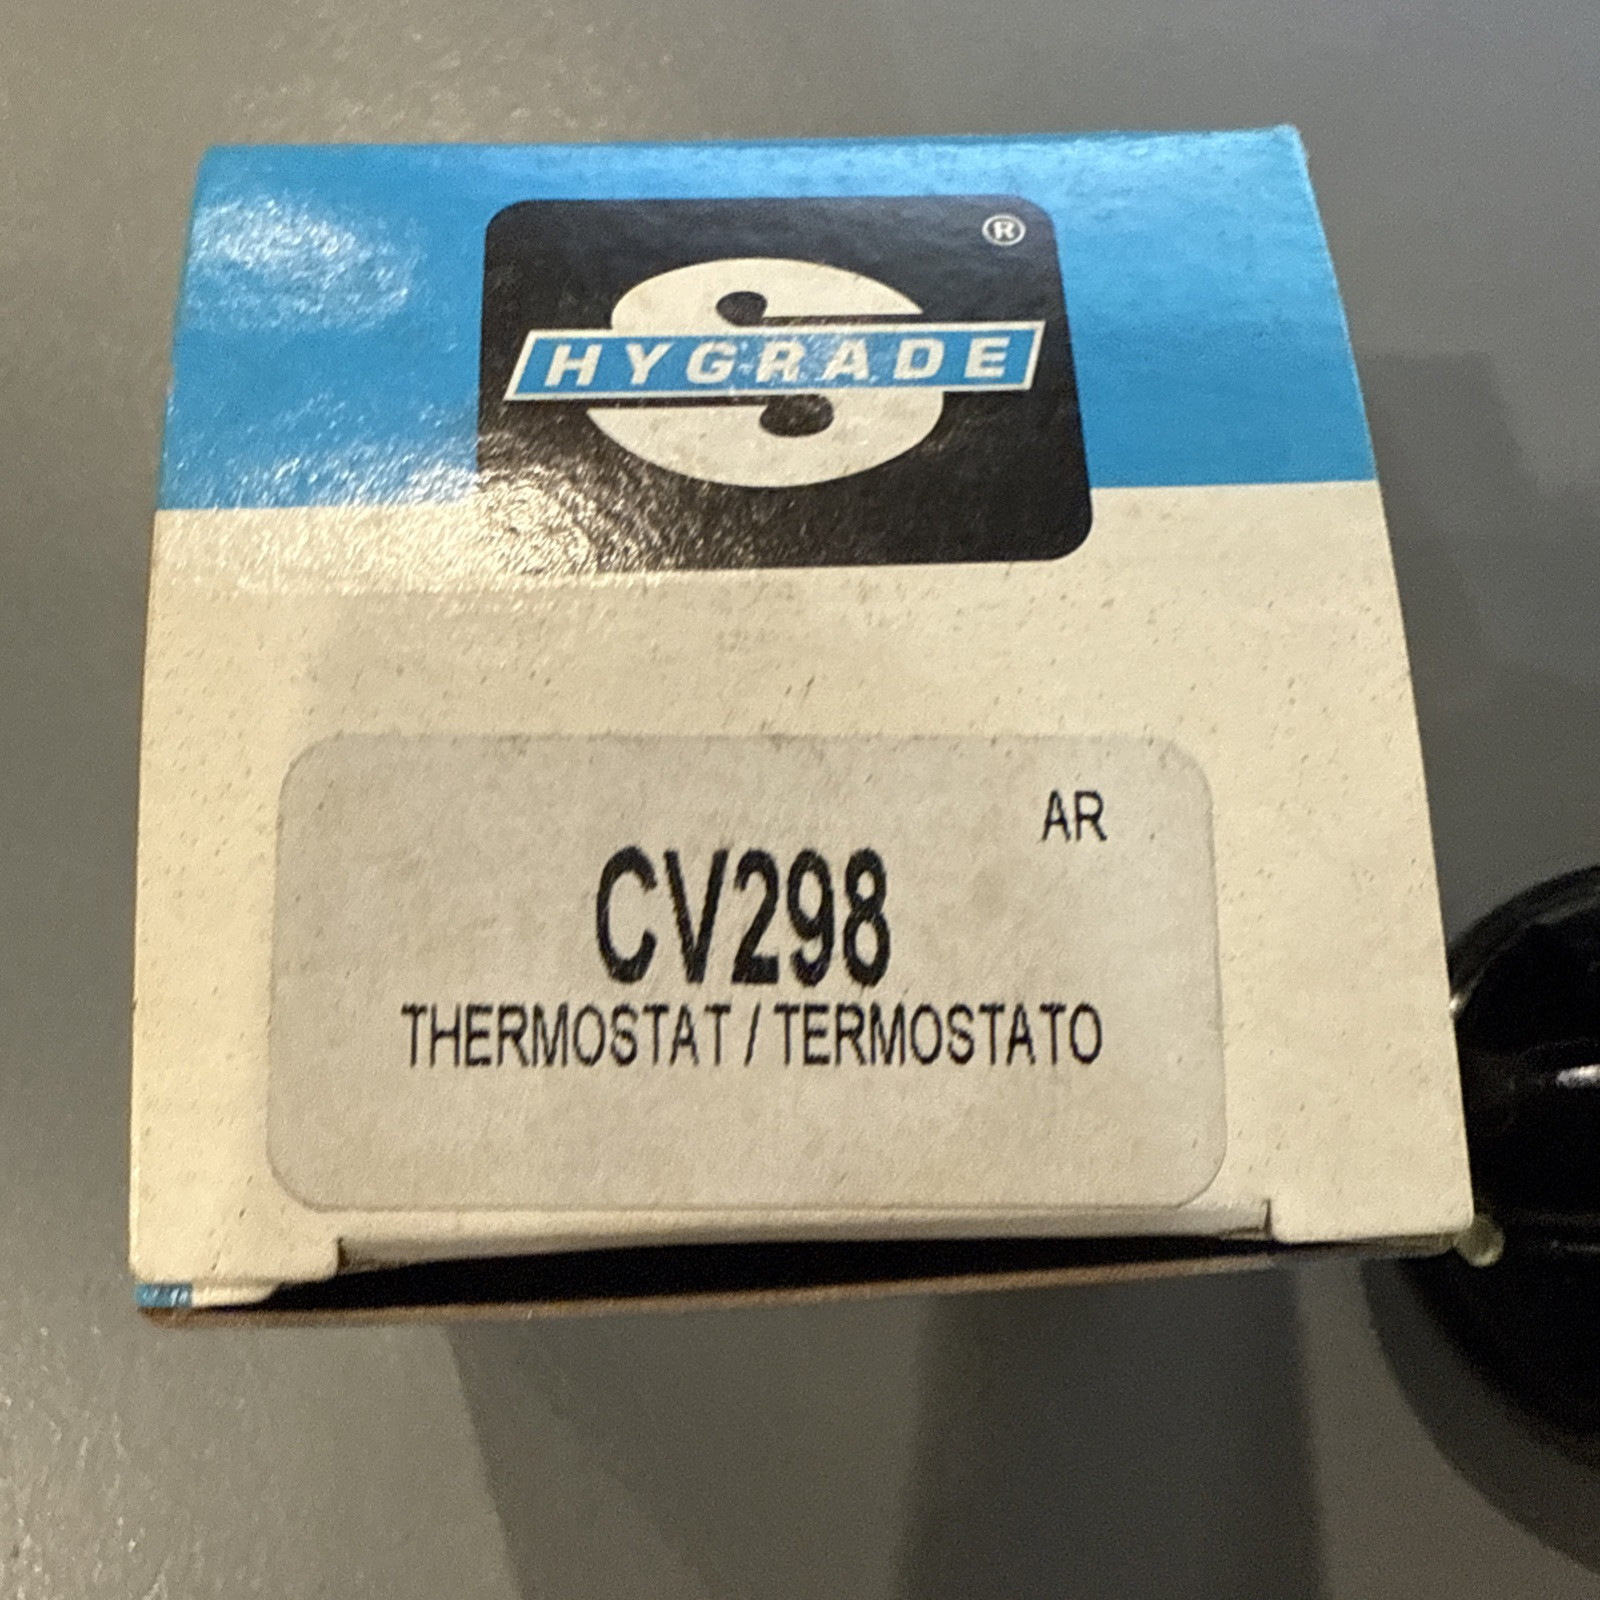 ®
HYGRADE
AR
CV298
THERMOSTAT / TERMOSTATO